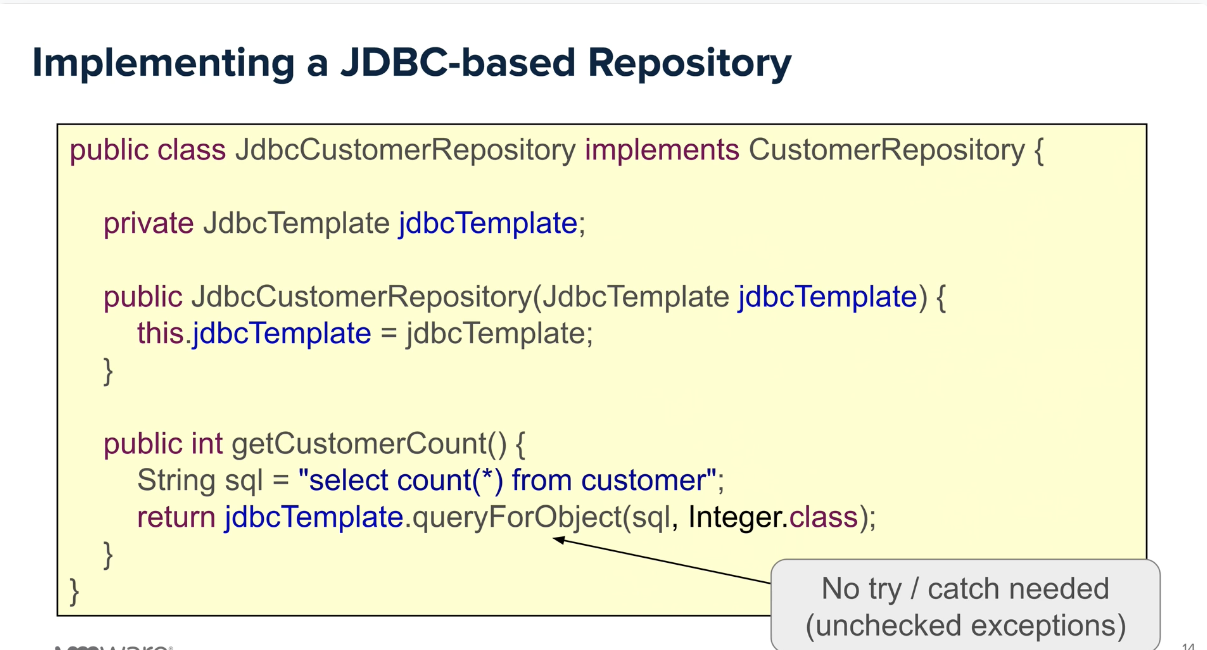 Implementing a JDBC-based Repository
public class JdbcCustomerRepository implements CustomerRepository {
private JdbcTemplate jdbcTemplate;
public JdbcCustomerRepository(JdbcTemplate jdbcTemplate) {
this.jdbcTemplate = jdbcTemplate;
}
public int getCustomerCount() {
String sql = "select count(*) from customer";
return jdbcTemplate.queryForObject(sql, Integer.class);
}
}
No try / catch needed
(unchecked exceptions)